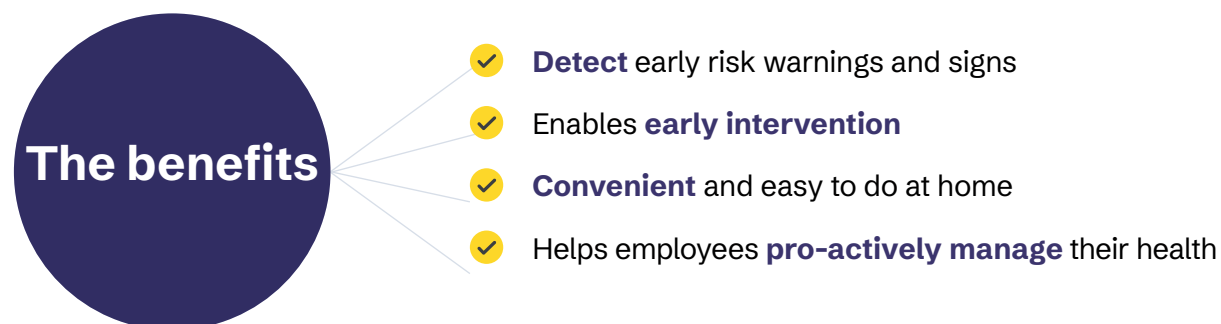 The benefits
Detect early risk warnings and signs
Enables early intervention
Convenient and easy to do at home
Helps employees pro-actively manage their health